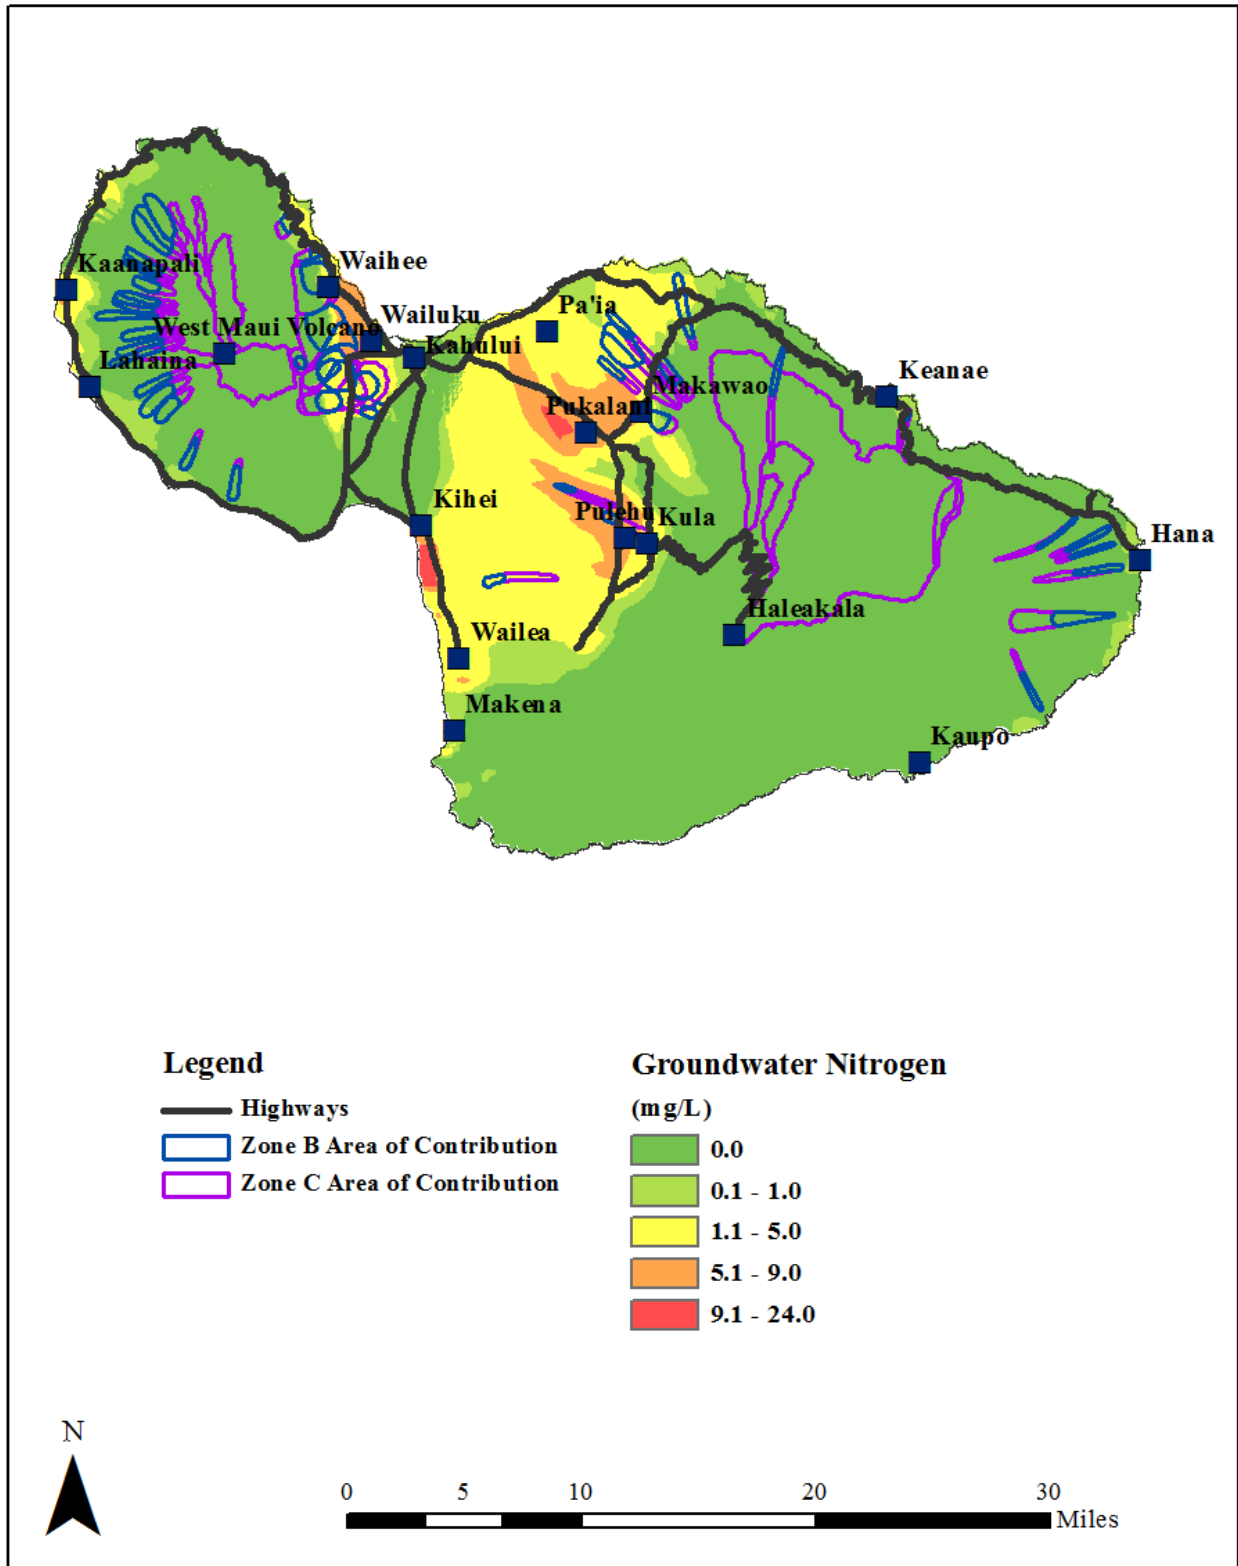 Waihee
Kaanapali
Pa'ia
Wailuku
West Maui Volcano
Kahului
Lahaina
Keanae
Makawao
Pukalani
Kihei
Pulehu
Kula
Hana
Haleakala
Wailea
Makena
Kaupo
Legend
Highways
Zone B Area of Contribution
Zone C Area of Contribution
Groundwater Nitrogen
(mg/L)
0.0
0.1 - 1.0
1.1 - 5.0
5.1 - 9.0
9.1 - 24.0
N
0 5 10 20 30
Miles